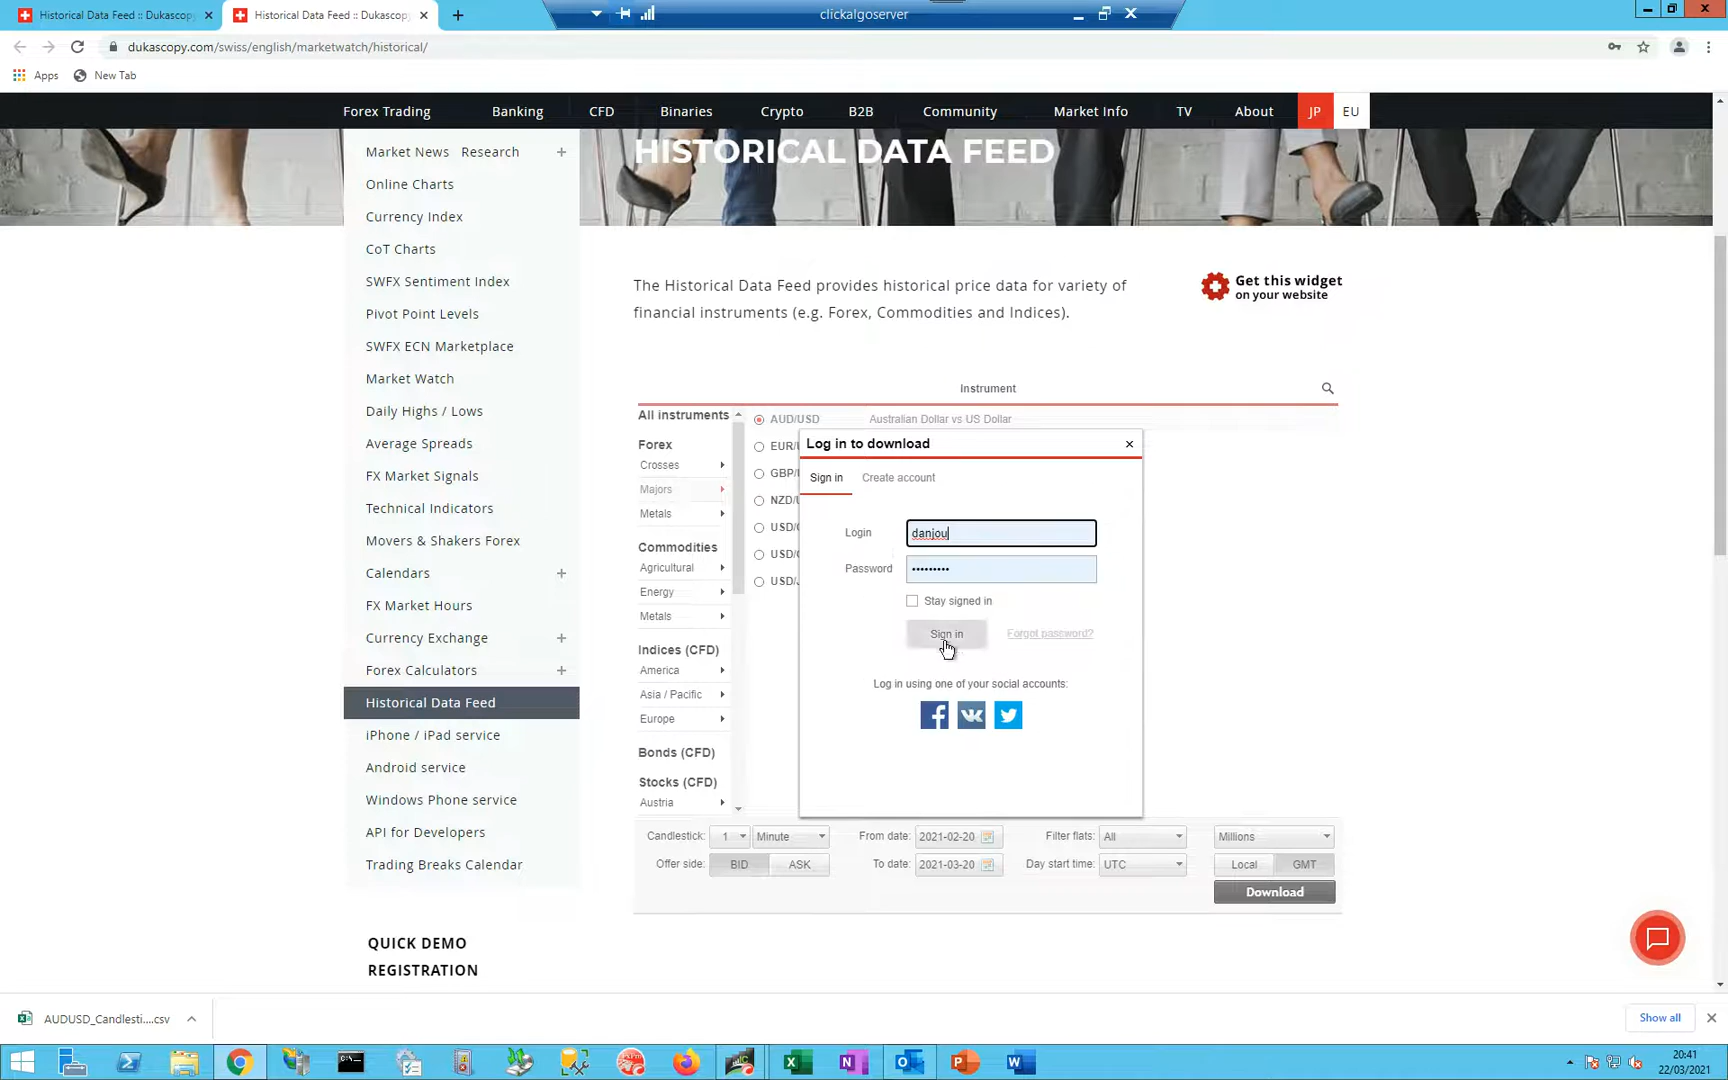 Historical Data Feed :: Dukascopy
Historical Data Feed :: Dukascopy
clickalgoserver
dukascopy.com/swiss/english/marketwatch/historical/
Apps
New Tab
Forex Trading
Banking
CFD
Binaries
Crypto
B2B
Community
Market Info
TV
About
JP
EU
HISTORICAL DATA FEED
Market News Research +
Online Charts
Currency Index
CoT Charts
SWFX Sentiment Index
Pivot Point Levels
SWFX ECN Marketplace
Market Watch
Daily Highs / Lows
Average Spreads
FX Market Signals
Technical Indicators
Movers & Shakers Forex
Calendars +
FX Market Hours
Currency Exchange +
Forex Calculators +
Historical Data Feed
iPhone / iPad service
Android service
Windows Phone service
API for Developers
Trading Breaks Calendar
QUICK DEMO
REGISTRATION
The Historical Data Feed provides historical price data for variety of
financial instruments (e.g. Forex, Commodities and Indices).
Get this widget
on your website
Instrument
All instruments
Forex
Crosses
Majors
Metals
Commodities
Agricultural
Energy
Metals
Indices (CFD)
America
Asia / Pacific
Europe
Bonds (CFD)
Stocks (CFD)
Austria
AUD/USD Australian Dollar vs US Dollar
EUR/
GBP/
NZD/
USD/
USD/
USD/
Log in to download
Sign in
Create account
Login danjou
Password •••••••••
Stay signed in
Sign in
Forgot password?
Log in using one of your social accounts:
Candlestick: 1 Minute
From date: 2021-02-20
Filter flats: All
Millions
Offer side: BID ASK
To date: 2021-03-20
Day start time: UTC
Local GMT
Download
AUDUSD_Candlesti....csv
Show all
20:41
22/03/2021